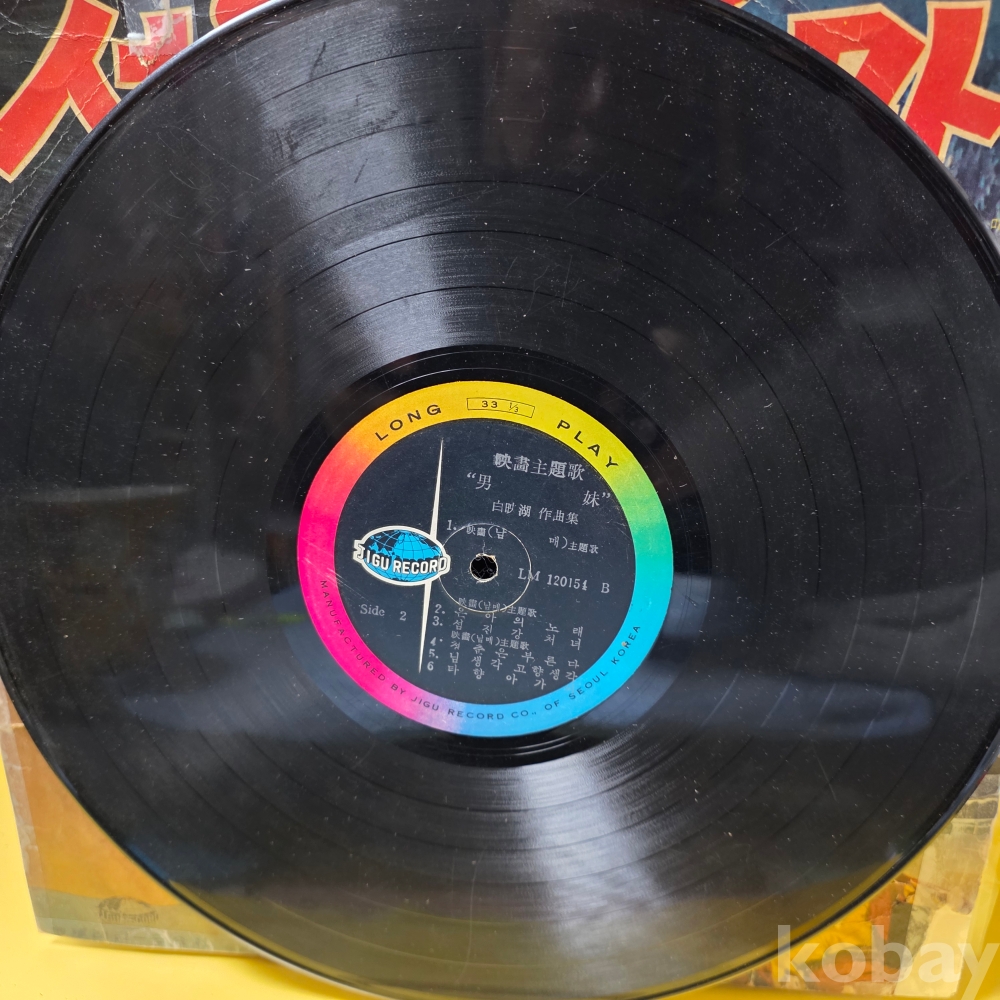 LONG 33 ⅓ PLAY
映畵主題歌
“男 妹”
白映湖 作曲集
1. 映畵(남 매)主題歌
JIGU RECORD
LM 120154 B
Side 2
映畵(남매)主題歌
2. 은 아 의 노 래
3. 섬 진 강 처 녀
映畵(남매)主題歌
4. 청 춘 은 부 른 다
5. 님 생 각 고 향 생 각
6 타 향 아 가
MANUFACTURED BY JIGU RECORD CO., OF SEOUL KOREA
kobay